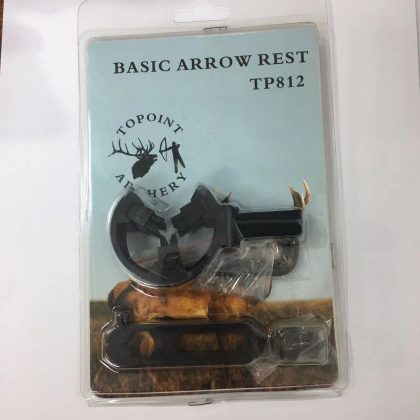 BASIC ARROW REST
TP812
TOPOINT
ARCHERY